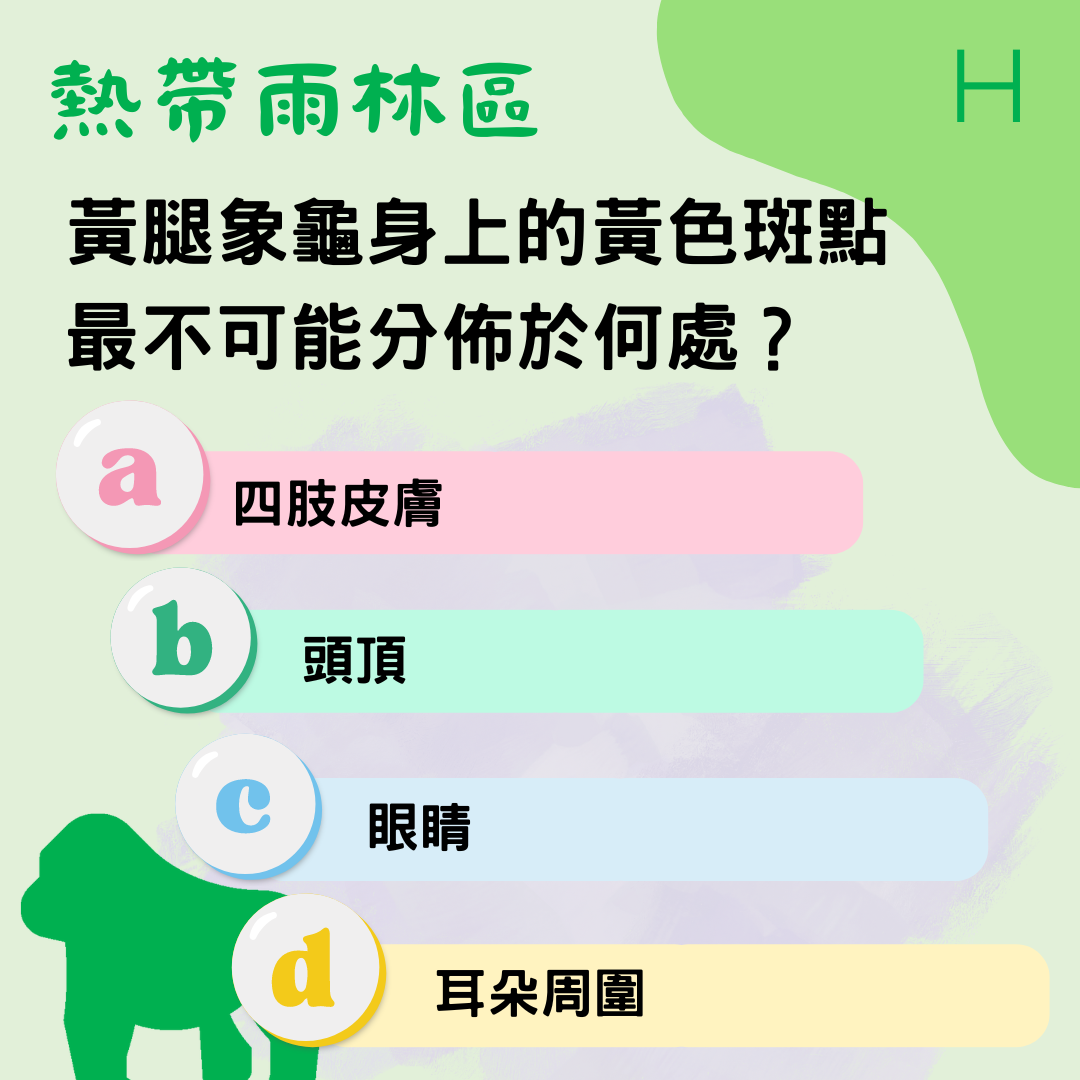 熱帶雨林區
H
黃腿象龜身上的黃色斑點
最不可能分佈於何處？
a
四肢皮膚
b
頭頂
c
眼睛
d
耳朵周圍